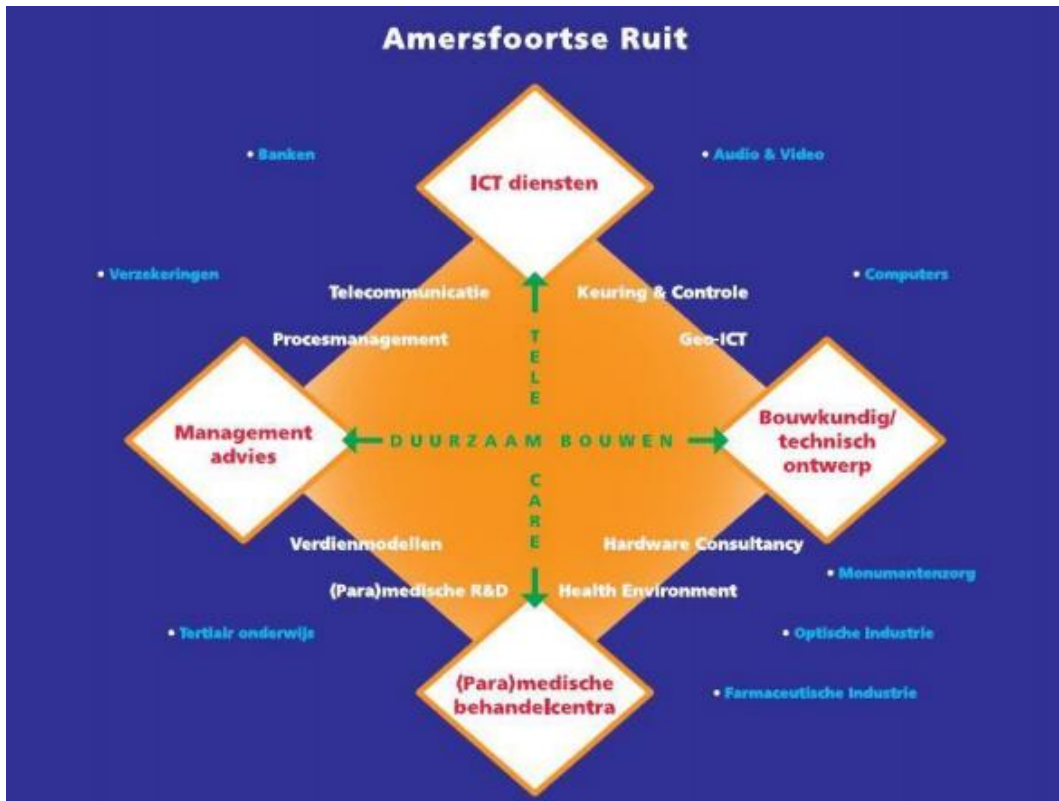 Amersfoortse Ruit
• Banken
• Audio & Video
ICT diensten
• Verzekeringen
• Computers
Telecommunicatie
Keuring & Controle
Procesmanagement
Geo-ICT
TELE
Management
advies
DUURZAAM BOUWEN
Bouwkundig/
technisch
ontwerp
CARE
Verdienmodellen
Hardware Consultancy
• Monumentenzorg
(Para)medische R&D
Health Environment
• Tertiair onderwijs
• Optische Industrie
(Para)medische
behandelcentra
• Farmaceutische Industrie